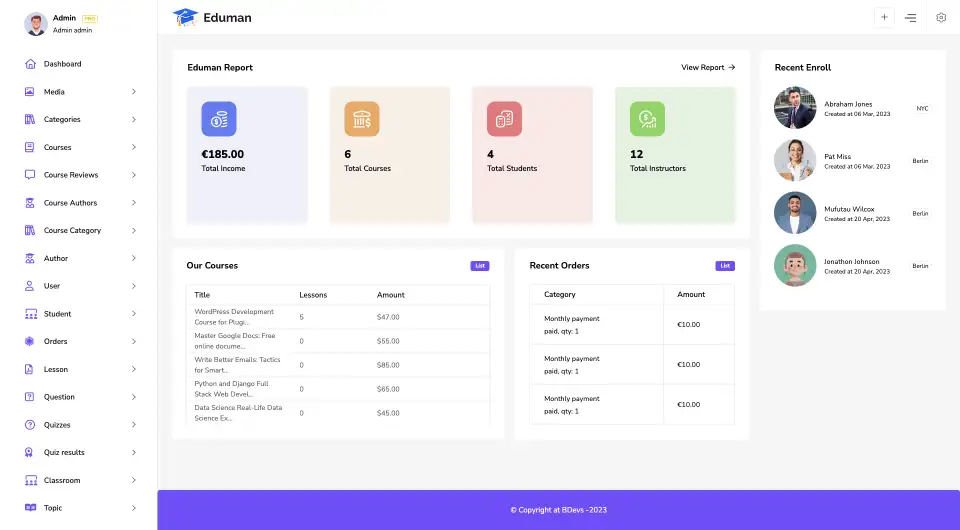 Admin PRO
Admin admin
Dashboard
Media
Categories
Courses
Course Reviews
Course Authors
Course Category
Author
User
Student
Orders
Lesson
Question
Quizzes
Quiz results
Classroom
Topic
Eduman
Eduman Report
View Report
€185.00
Total Income
6
Total Courses
4
Total Students
12
Total Instructors
Recent Enroll
Abraham Jones
Created at 06 Mar, 2023
NYC
Pat Miss
Created at 06 Mar, 2023
Berlin
Mufutau Wilcox
Created at 20 Apr, 2023
Berlin
Jonathon Johnson
Created at 20 Apr, 2023
Berlin
Our Courses
List
Title Lessons Amount
WordPress Development
Course for Plugi...
5 $47.00
Master Google Docs: Free
online docume...
0 $55.00
Write Better Emails: Tactics
for Smart...
0 $85.00
Python and Django Full
Stack Web Devel...
0 $65.00
Data Science Real-Life Data
Science Ex...
0 $45.00
Recent Orders
List
Category Amount
Monthly payment
paid, qty: 1
€10.00
Monthly payment
paid, qty: 1
€10.00
Monthly payment
paid, qty: 1
€10.00
© Copyright at BDevs -2023